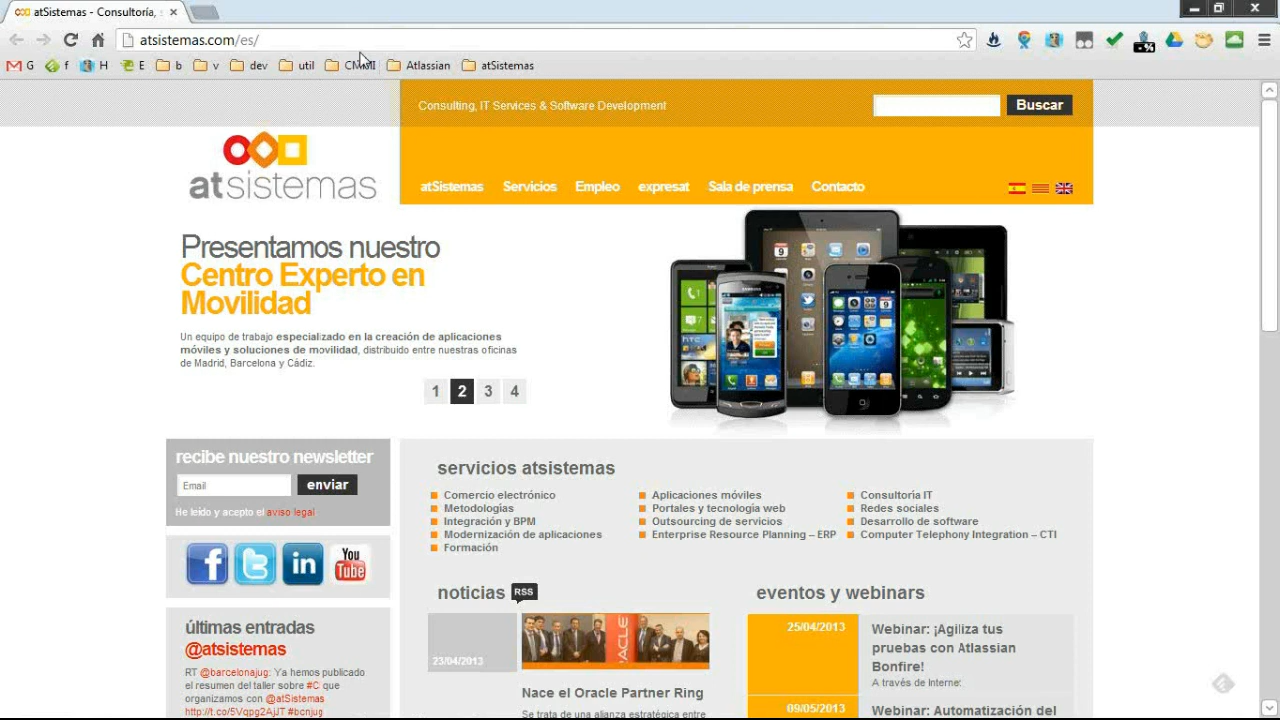 atSistemas - Consultoría, s
atsistemas.com/es/
G f H E b v dev util CMMI Atlassian atSistemas
Consulting, IT Services & Software Development
Buscar
atsistemas
atSistemas Servicios Empleo expresat Sala de prensa Contacto
Presentamos nuestro
Centro Experto en
Movilidad
Un equipo de trabajo especializado en la creación de aplicaciones
móviles y soluciones de movilidad, distribuido entre nuestras oficinas
de Madrid, Barcelona y Cádiz.
1 2 3 4
recibe nuestro newsletter
Email enviar
He leído y acepto el aviso legal
You
Tube
últimas entradas
@atsistemas
RT @barcelonajug: Ya hemos publicado
el resumen del taller sobre #C que
organizamos con @atSistemas
http://t.co/5Vqpg2AjJT #bcnjug
servicios atsistemas
Comercio electrónico
Metodologías
Integración y BPM
Modernización de aplicaciones
Formación
Aplicaciones móviles
Portales y tecnología web
Outsourcing de servicios
Enterprise Resource Planning – ERP
Consultoría IT
Redes sociales
Desarrollo de software
Computer Telephony Integration – CTI
noticias RSS
23/04/2013
ORACLE
Nace el Oracle Partner Ring
Se trata de una alianza estratégica entre
eventos y webinars
25/04/2013
Webinar: ¡Agiliza tus
pruebas con Atlassian
Bonfire!
A través de Internet:
09/05/2013
Webinar: Automatización del